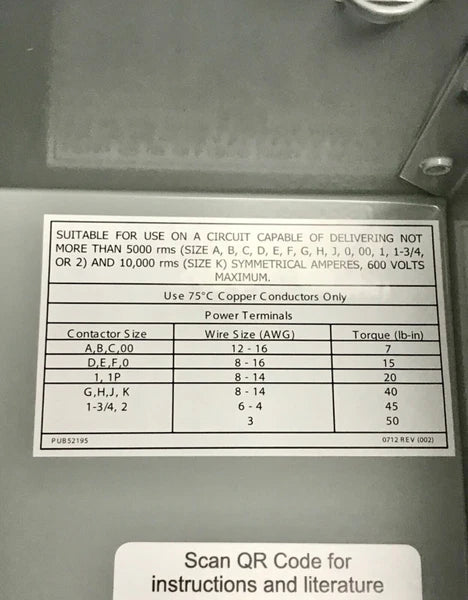 SUITABLE FOR USE ON A CIRCUIT CAPABLE OF DELIVERING NOT
MORE THAN 5000 rms (SIZE A, B, C, D, E, F, G, H, J, 0, 00, 1, 1-3/4,
OR 2) AND 10,000 rms (SIZE K) SYMMETRICAL AMPERES, 600 VOLTS
MAXIMUM.
Use 75°C Copper Conductors Only
Power Terminals
Contactor Size Wire Size (AWG) Torque (lb-in)
A,B,C,00 12 - 16 7
D,E,F,0 8 - 16 15
1, 1P 8 - 14 20
G,H,J, K 8 - 14 40
1-3/4, 2 6 - 4 45
3 50
PUB52195 0712 REV (002)
Scan QR Code for
instructions and literature